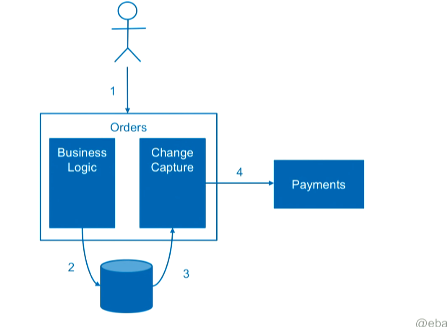 1
Orders
Business
Logic
Change
Capture
4
Payments
2
3
@eba